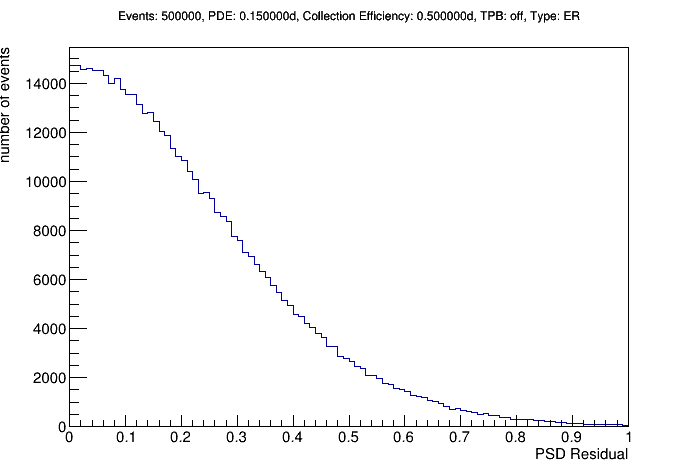 Events: 500000, PDE: 0.150000d, Collection Efficiency: 0.500000d, TPB: off, Type: ER
number of events
14000
12000
10000
8000
6000
4000
2000
0
0 0.1 0.2 0.3 0.4 0.5 0.6 0.7 0.8 0.9 1
PSD Residual